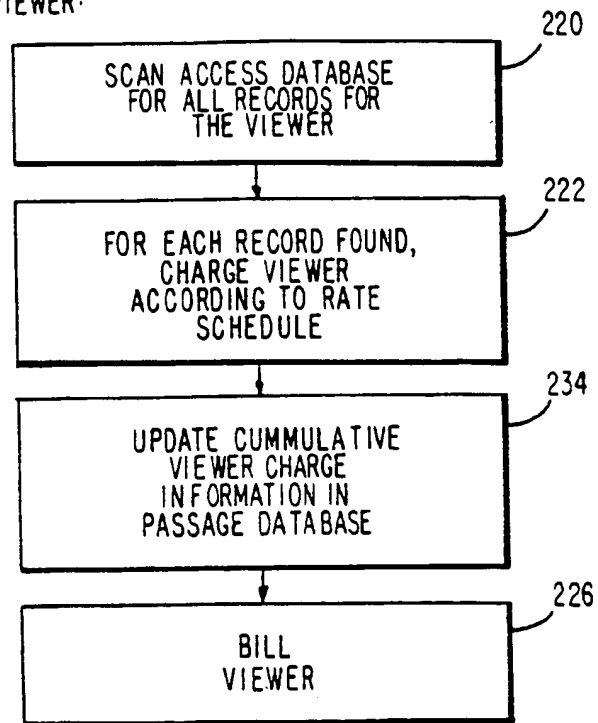 VIEWER:
220
SCAN ACCESS DATABASE
FOR ALL RECORDS FOR
THE VIEWER
222
FOR EACH RECORD FOUND,
CHARGE VIEWER
ACCORDING TO RATE
SCHEDULE
234
UPDATE CUMMULATIVE
VIEWER CHARGE
INFORMATION IN
PASSAGE DATABASE
226
BILL
VIEWER